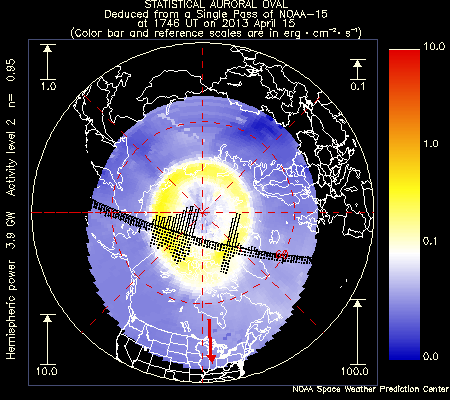 STATISTICAL AURORAL OVAL
Deduced from a Single Pass of NOAA-15
at 1746 UT on 2013 April 15
(Color bar and reference scales are in erg · cm⁻² · s⁻¹)
Hemispheric power 3.9 GW Activity level 2 n= 0.95
1.0
0.1
10.0
100.0
10.0
1.0
0.1
0.0
NOAA Space Weather Prediction Center